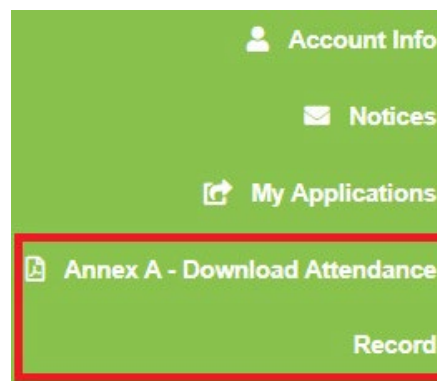 Account Info
Notices
My Applications
Annex A - Download Attendance
Record